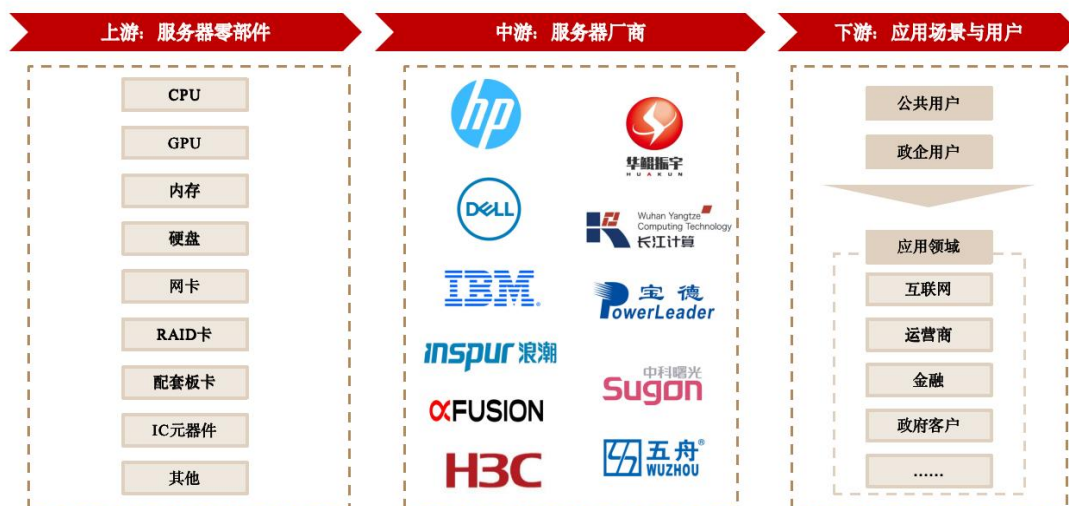 上游：服务器零部件
CPU
GPU
内存
硬盘
网卡
RAID卡
配套板卡
IC元器件
其他
中游：服务器厂商
hp
DELL
IBM.
inspur 浪潮
αFUSION
H3C
华鲲振宇
HUAKUN
Wuhan Yangtze
Computing Technology
长江计算
宝德
PowerLeader
中科曙光
Sugon
五舟®
WUZHOU
下游：应用场景与用户
公共用户
政企用户
应用领域
互联网
运营商
金融
政府客户
……